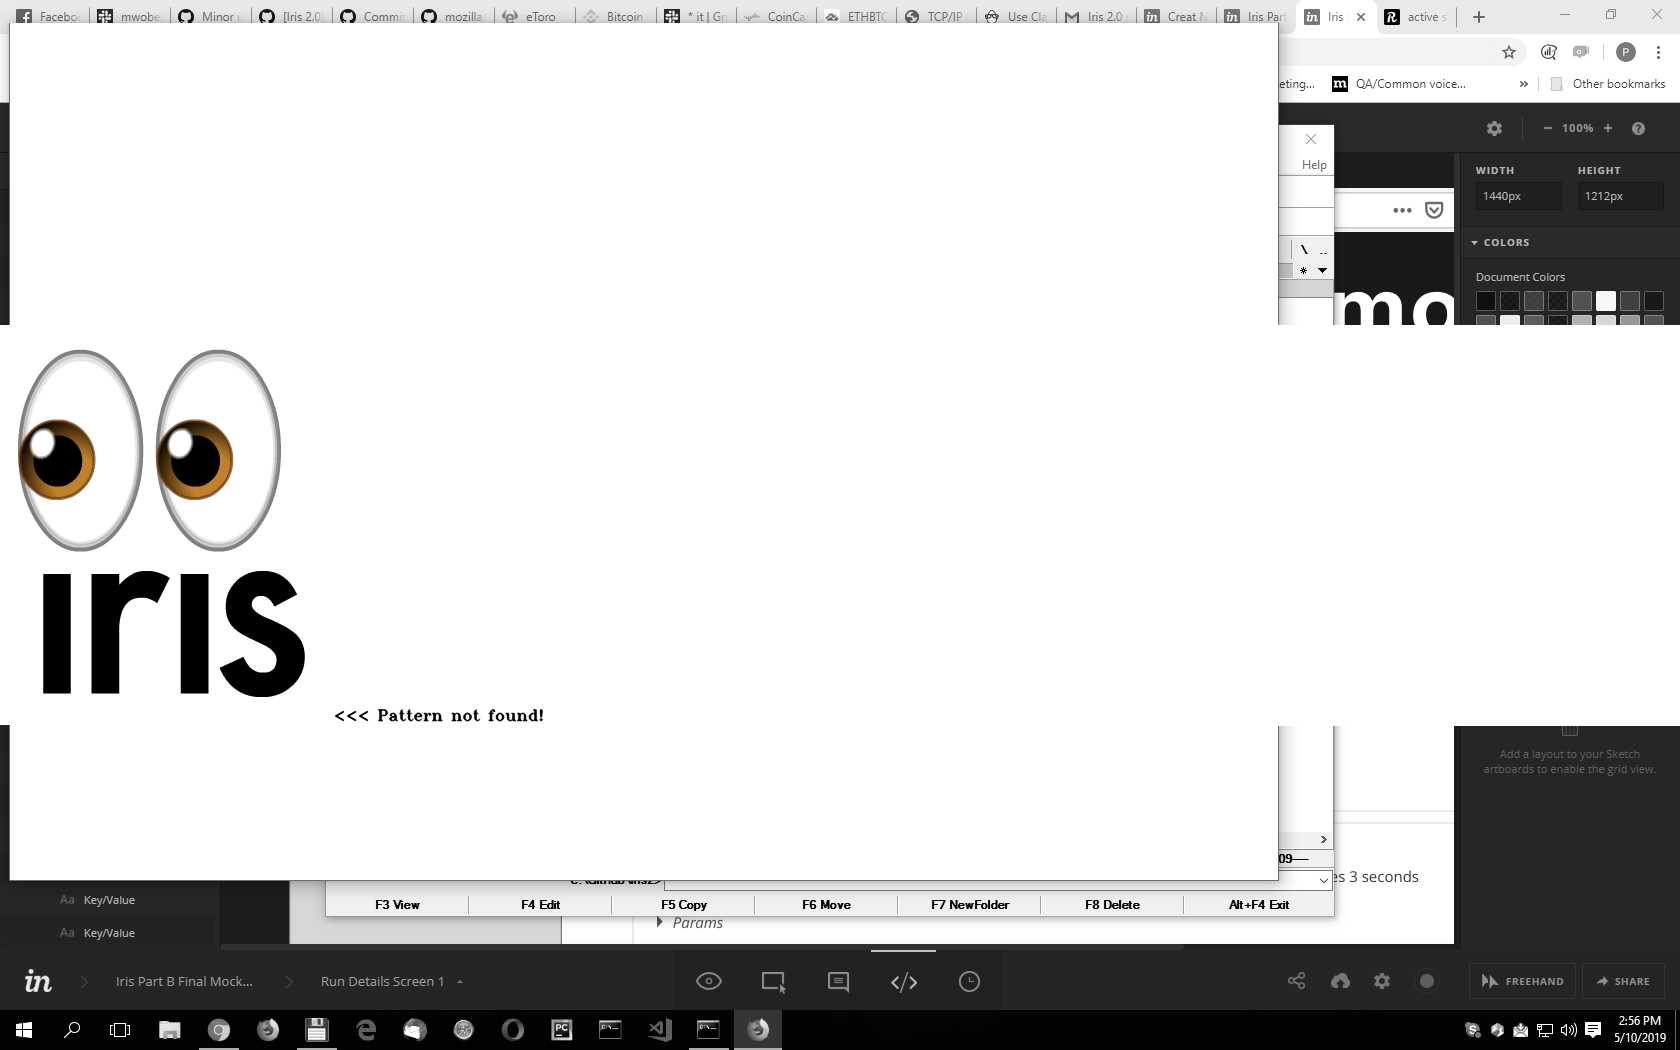 Faceboo mwobe Minor [Iris 2.0 Commi mozilla eToro Bitcoin * it | Gr CoinCa ETHBTC TCP/IP Use Cla Iris 2.0 Creat Iris Part Iris active s
P
eting... QA/Common voice... » Other bookmarks
− 100% +
Help
WIDTH HEIGHT
1440px 1212px
COLORS
\ ..
* 
Document Colors
mo
iris
<<< Pattern not found!
Add a layout to your Sketch
artboards to enable the grid view.
09
es 3 seconds
Aa Key/Value
F3 View F4 Edit F5 Copy F6 Move F7 NewFolder F8 Delete Alt+F4 Exit
Params
Aa Key/Value
in Iris Part B Final Mock... Run Details Screen 1 </> FREEHAND SHARE
2:56 PM
5/10/2019